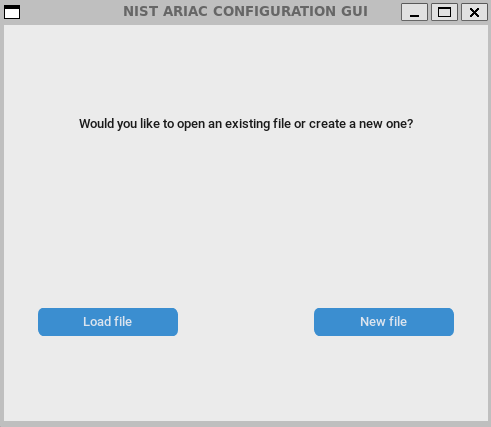 NIST ARIAC CONFIGURATION GUI
Would you like to open an existing file or create a new one?
Load file
New file